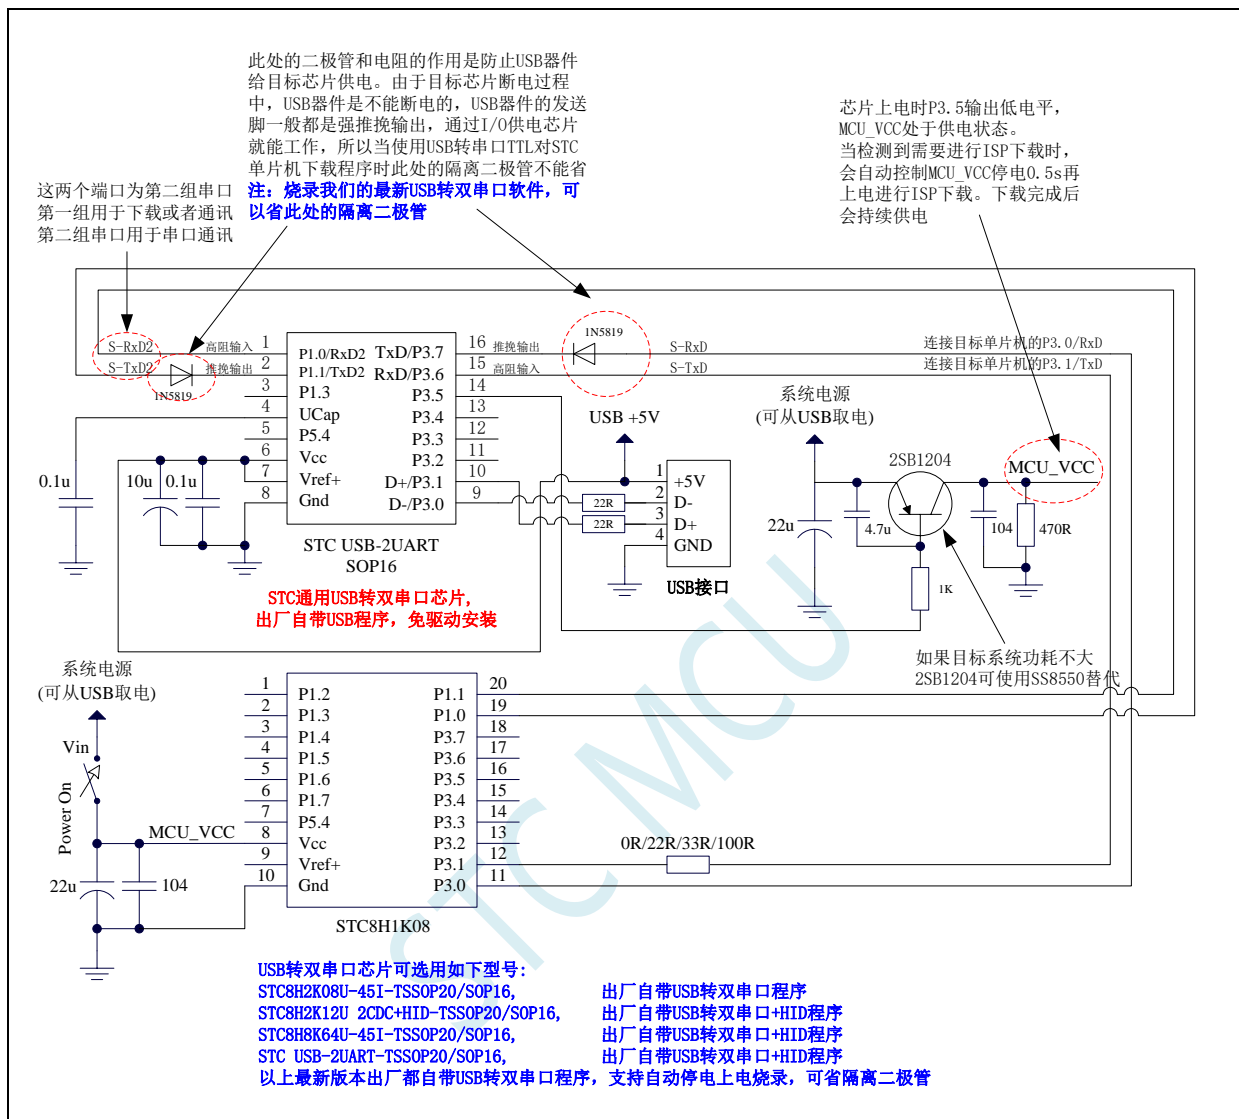 此处的二极管和电阻的作用是防止USB器件
给目标芯片供电。由于目标芯片断电过程
中，USB器件是不能断电的，USB器件的发送
脚一般都是强推挽输出，通过I/O供电芯片
就能工作，所以当使用USB转串口TTL对STC
单片机下载程序时此处的隔离二极管不能省
注：烧录我们的最新USB转双串口软件，可
以省此处的隔离二极管
这两个端口为第二组串口
第一组用于下载或者通讯
第二组串口用于串口通讯
芯片上电时P3.5输出低电平，
MCU_VCC处于供电状态。
当检测到需要进行ISP下载时，
会自动控制MCU_VCC停电0.5s再
上电进行ISP下载。下载完成后
会持续供电
S-RxD2
高阻输入
1
P1.0/RxD2
TxD/P3.7
16
推挽输出
1N5819
S-RxD
连接目标单片机的P3.0/RxD
S-TxD2
1N5819
推挽输出
2
P1.1/TxD2
RxD/P3.6
15
高阻输入
S-TxD
连接目标单片机的P3.1/TxD
3
P1.3
P3.5
14
4
UCap
P3.4
13
5
P5.4
P3.3
12
6
Vcc
P3.2
11
7
Vref+
D+/P3.1
10
8
Gnd
D-/P3.0
9
0.1u
10u
0.1u
STC USB-2UART
SOP16
STC通用USB转双串口芯片，
出厂自带USB程序，免驱动安装
USB +5V
22R
22R
1
+5V
2
D-
3
D+
4
GND
USB接口
系统电源
(可从USB取电)
2SB1204
MCU_VCC
22u
4.7u
104
470R
1K
如果目标系统功耗不大
2SB1204可使用SS8550替代
系统电源
(可从USB取电)
Vin
Power On
MCU_VCC
22u
104
1
P1.2
P1.1
20
2
P1.3
P1.0
19
3
P1.4
P3.7
18
4
P1.5
P3.6
17
5
P1.6
P3.5
16
6
P1.7
P3.4
15
7
P5.4
P3.3
14
8
Vcc
P3.2
13
9
Vref+
P3.1
12
10
Gnd
P3.0
11
0R/22R/33R/100R
STC8H1K08
STC MCU
USB转双串口芯片可选用如下型号：
STC8H2K08U-45I-TSSOP20/SOP16, 出厂自带USB转双串口程序
STC8H2K12U 2CDC+HID-TSSOP20/SOP16, 出厂自带USB转双串口+HID程序
STC8H8K64U-45I-TSSOP20/SOP16, 出厂自带USB转双串口+HID程序
STC USB-2UART-TSSOP20/SOP16, 出厂自带USB转双串口+HID程序
以上最新版本出厂都自带USB转双串口程序，支持自动停电上电烧录，可省隔离二极管